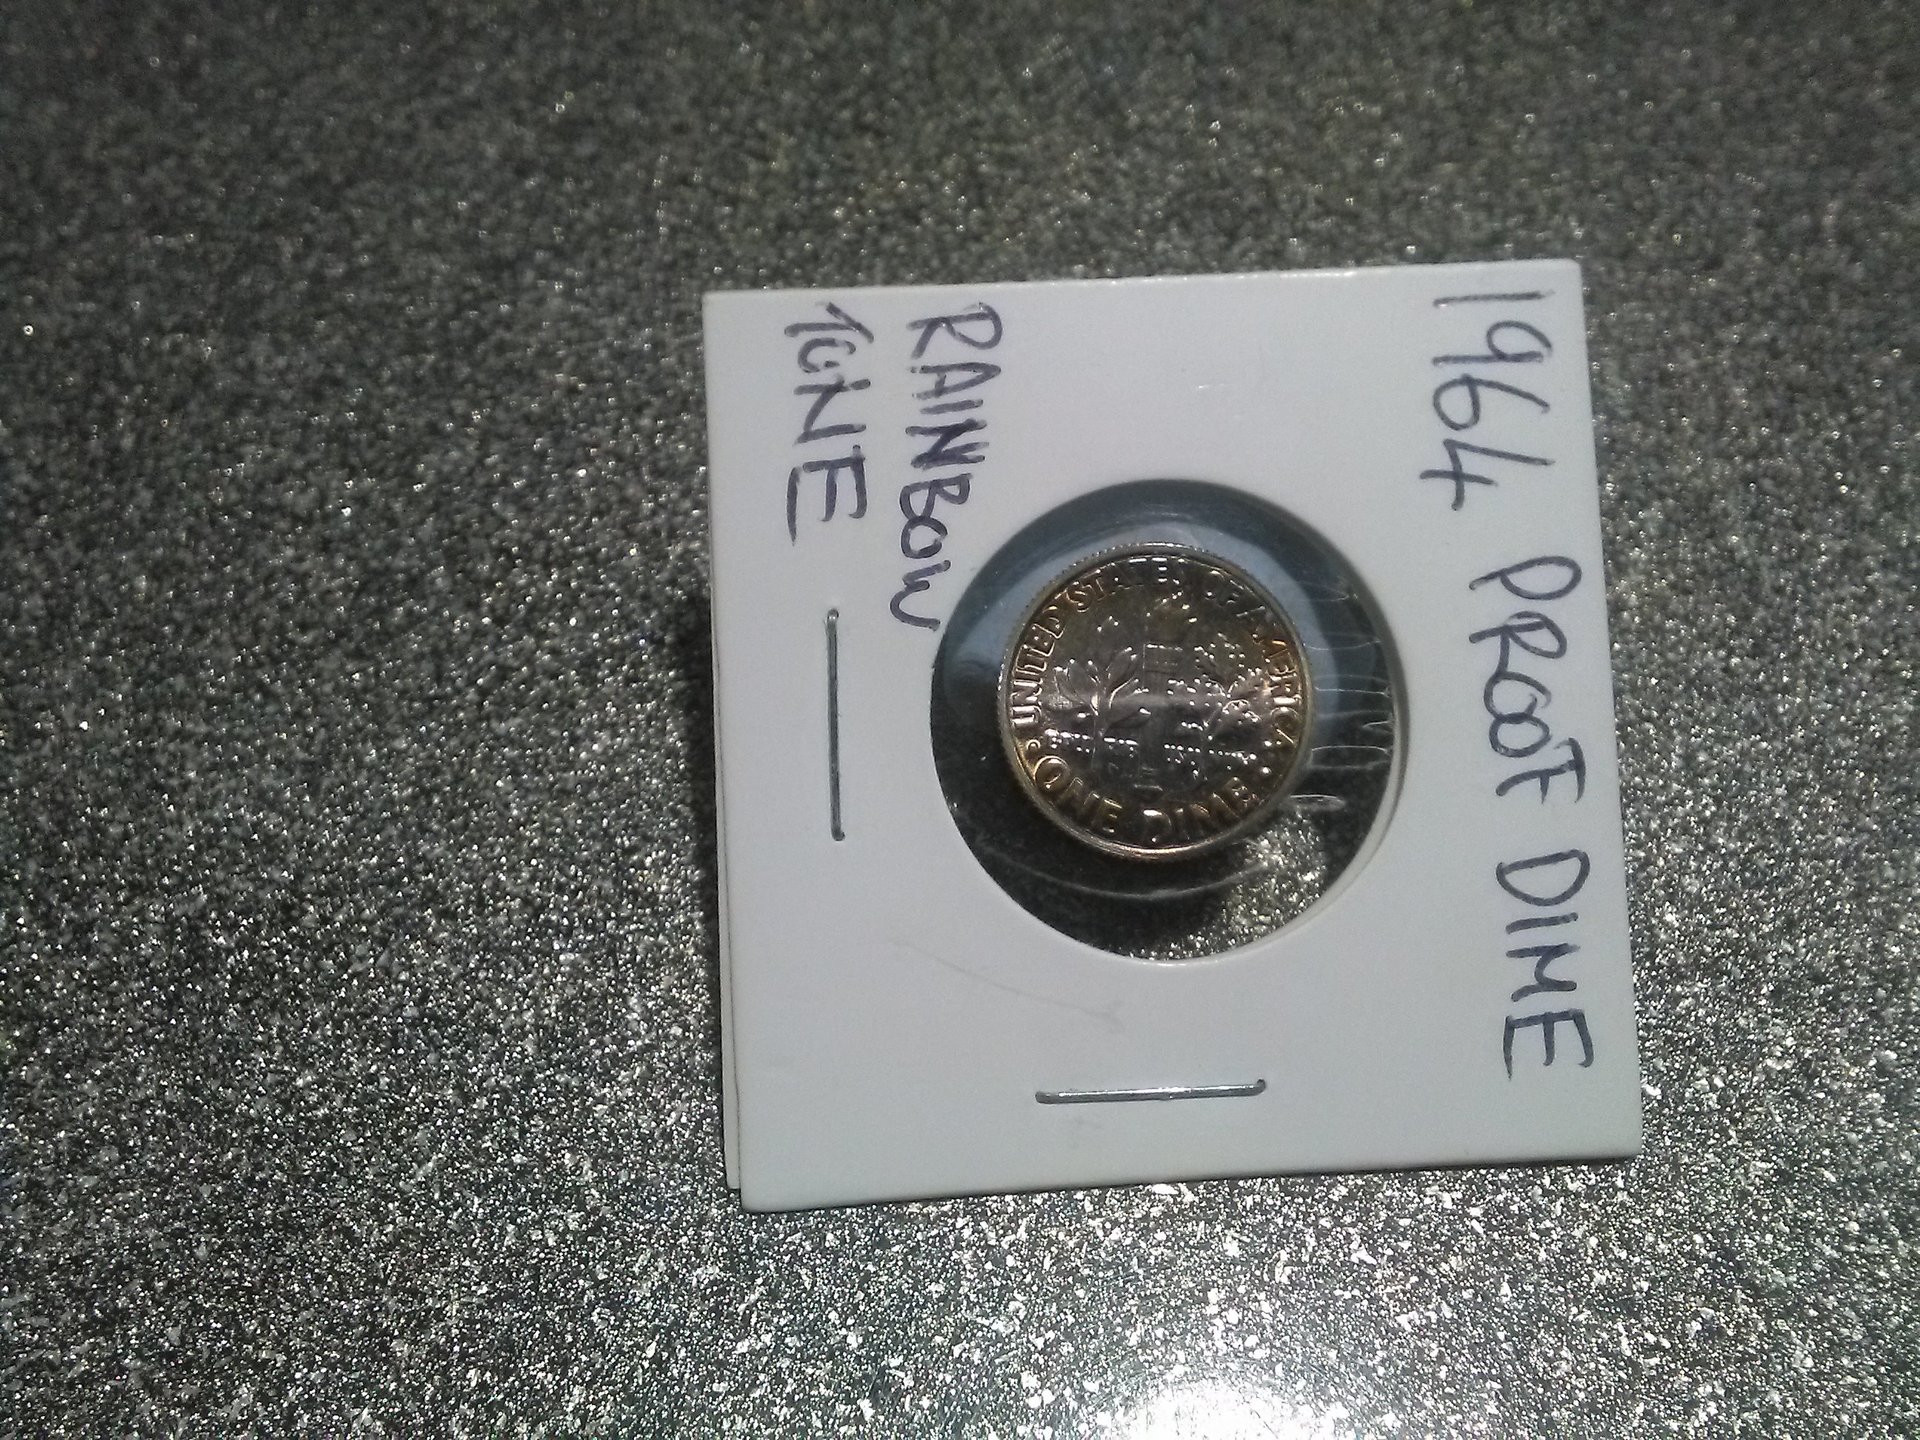 1964 PROOF DIME
UNITED STATES OF AMERICA
ONE DIME
RAINBOW
TONE